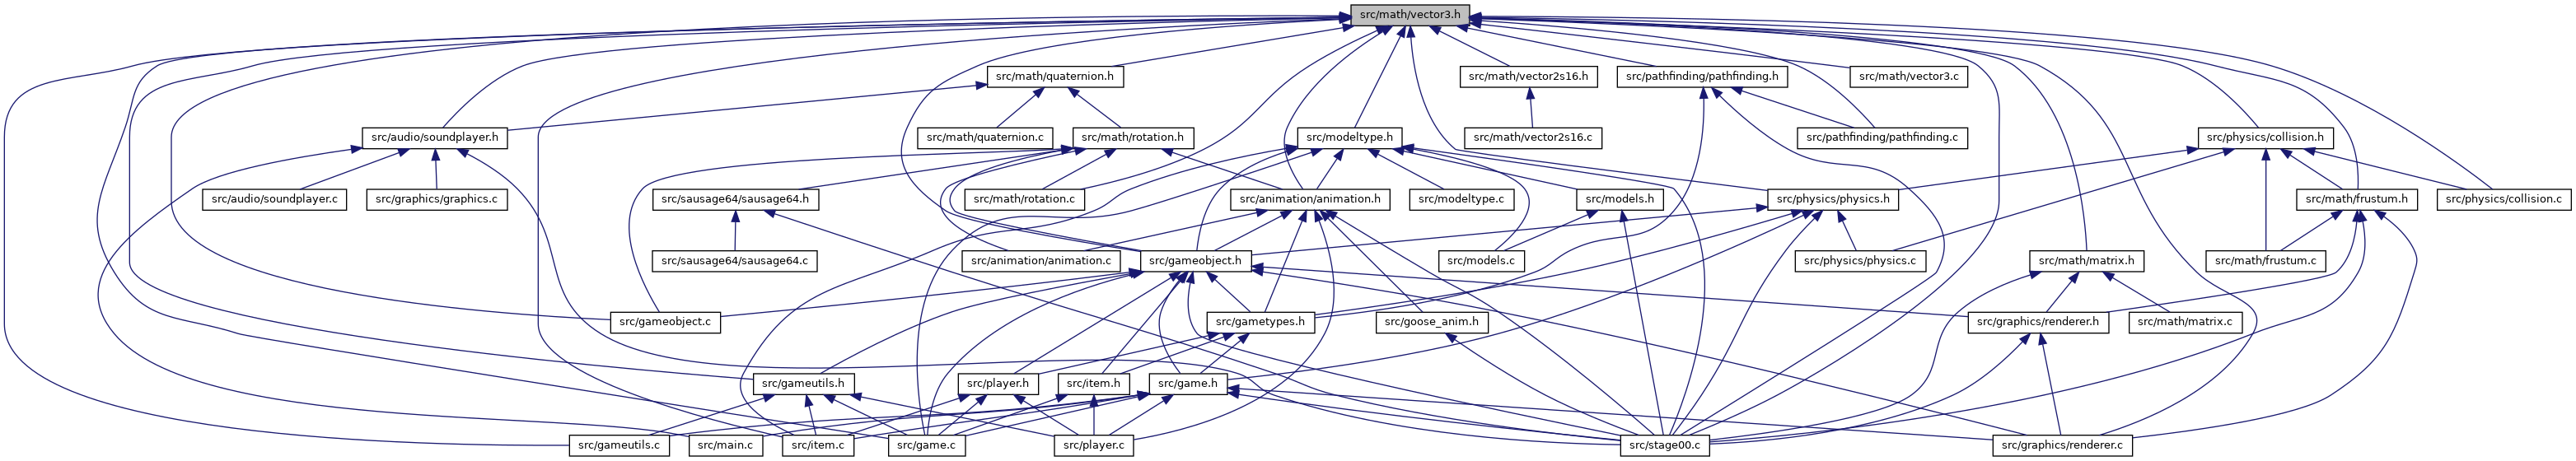 src/math/vector3.h
src/math/quaternion.h
src/math/vector2s16.h
src/pathfinding/pathfinding.h
src/math/vector3.c
src/audio/soundplayer.h
src/math/quaternion.c
src/math/rotation.h
src/modeltype.h
src/math/vector2s16.c
src/pathfinding/pathfinding.c
src/physics/collision.h
src/audio/soundplayer.c
src/graphics/graphics.c
src/sausage64/sausage64.h
src/math/rotation.c
src/animation/animation.h
src/modeltype.c
src/models.h
src/physics/physics.h
src/math/frustum.h
src/physics/collision.c
src/sausage64/sausage64.c
src/animation/animation.c
src/gameobject.h
src/models.c
src/physics/physics.c
src/math/matrix.h
src/math/frustum.c
src/gameobject.c
src/gametypes.h
src/goose_anim.h
src/graphics/renderer.h
src/math/matrix.c
src/gameutils.h
src/player.h
src/item.h
src/game.h
src/gameutils.c
src/main.c
src/item.c
src/game.c
src/player.c
src/stage00.c
src/graphics/renderer.c